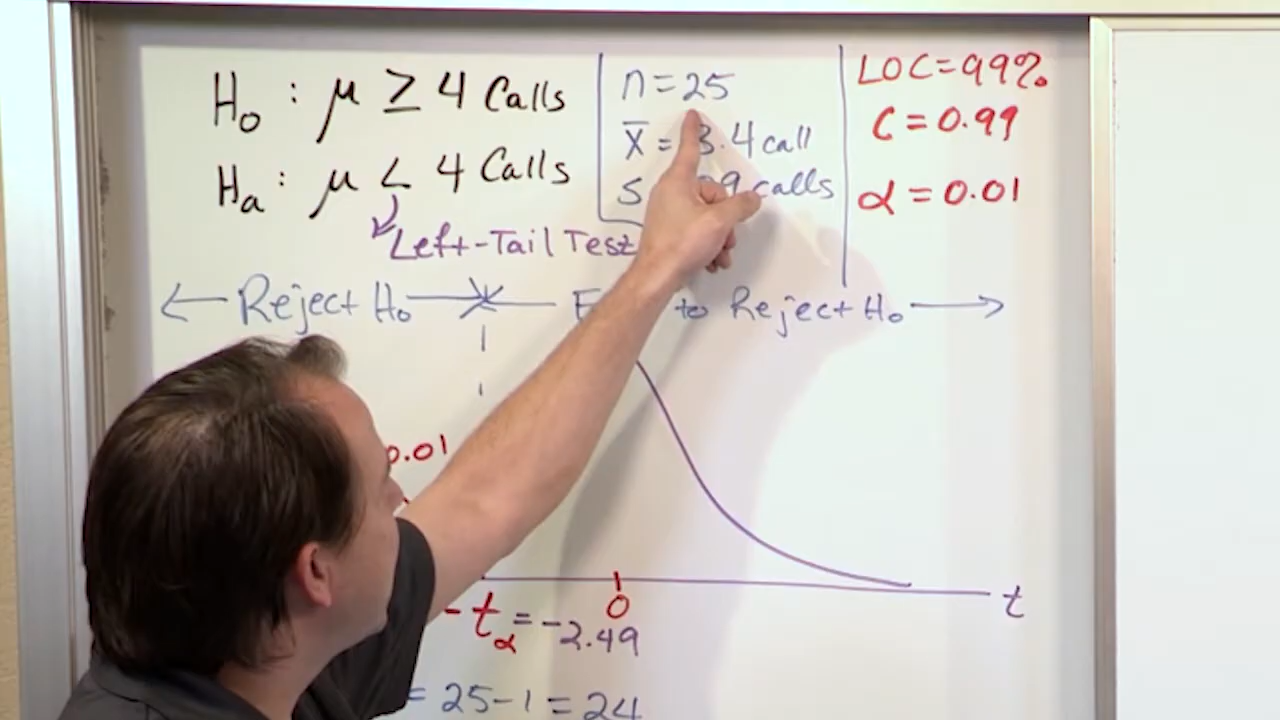 H₀ : μ ≥ 4 Calls
Hₐ : μ < 4 Calls
Left-Tail Test
n = 25
x̄ = 3.4 call
S 9 calls
LOC = 99%
C = 0.99
α = 0.01
Reject H₀
to Reject H₀
0.01
-tα = -2.49
0
t
= 25-1 = 24